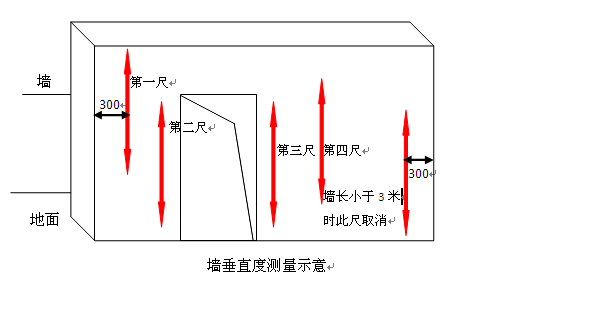 墙
第一尺
300
第二尺
第三尺
第四尺
300
墙长小于 3 米
时此尺取消
地面
墙垂直度测量示意